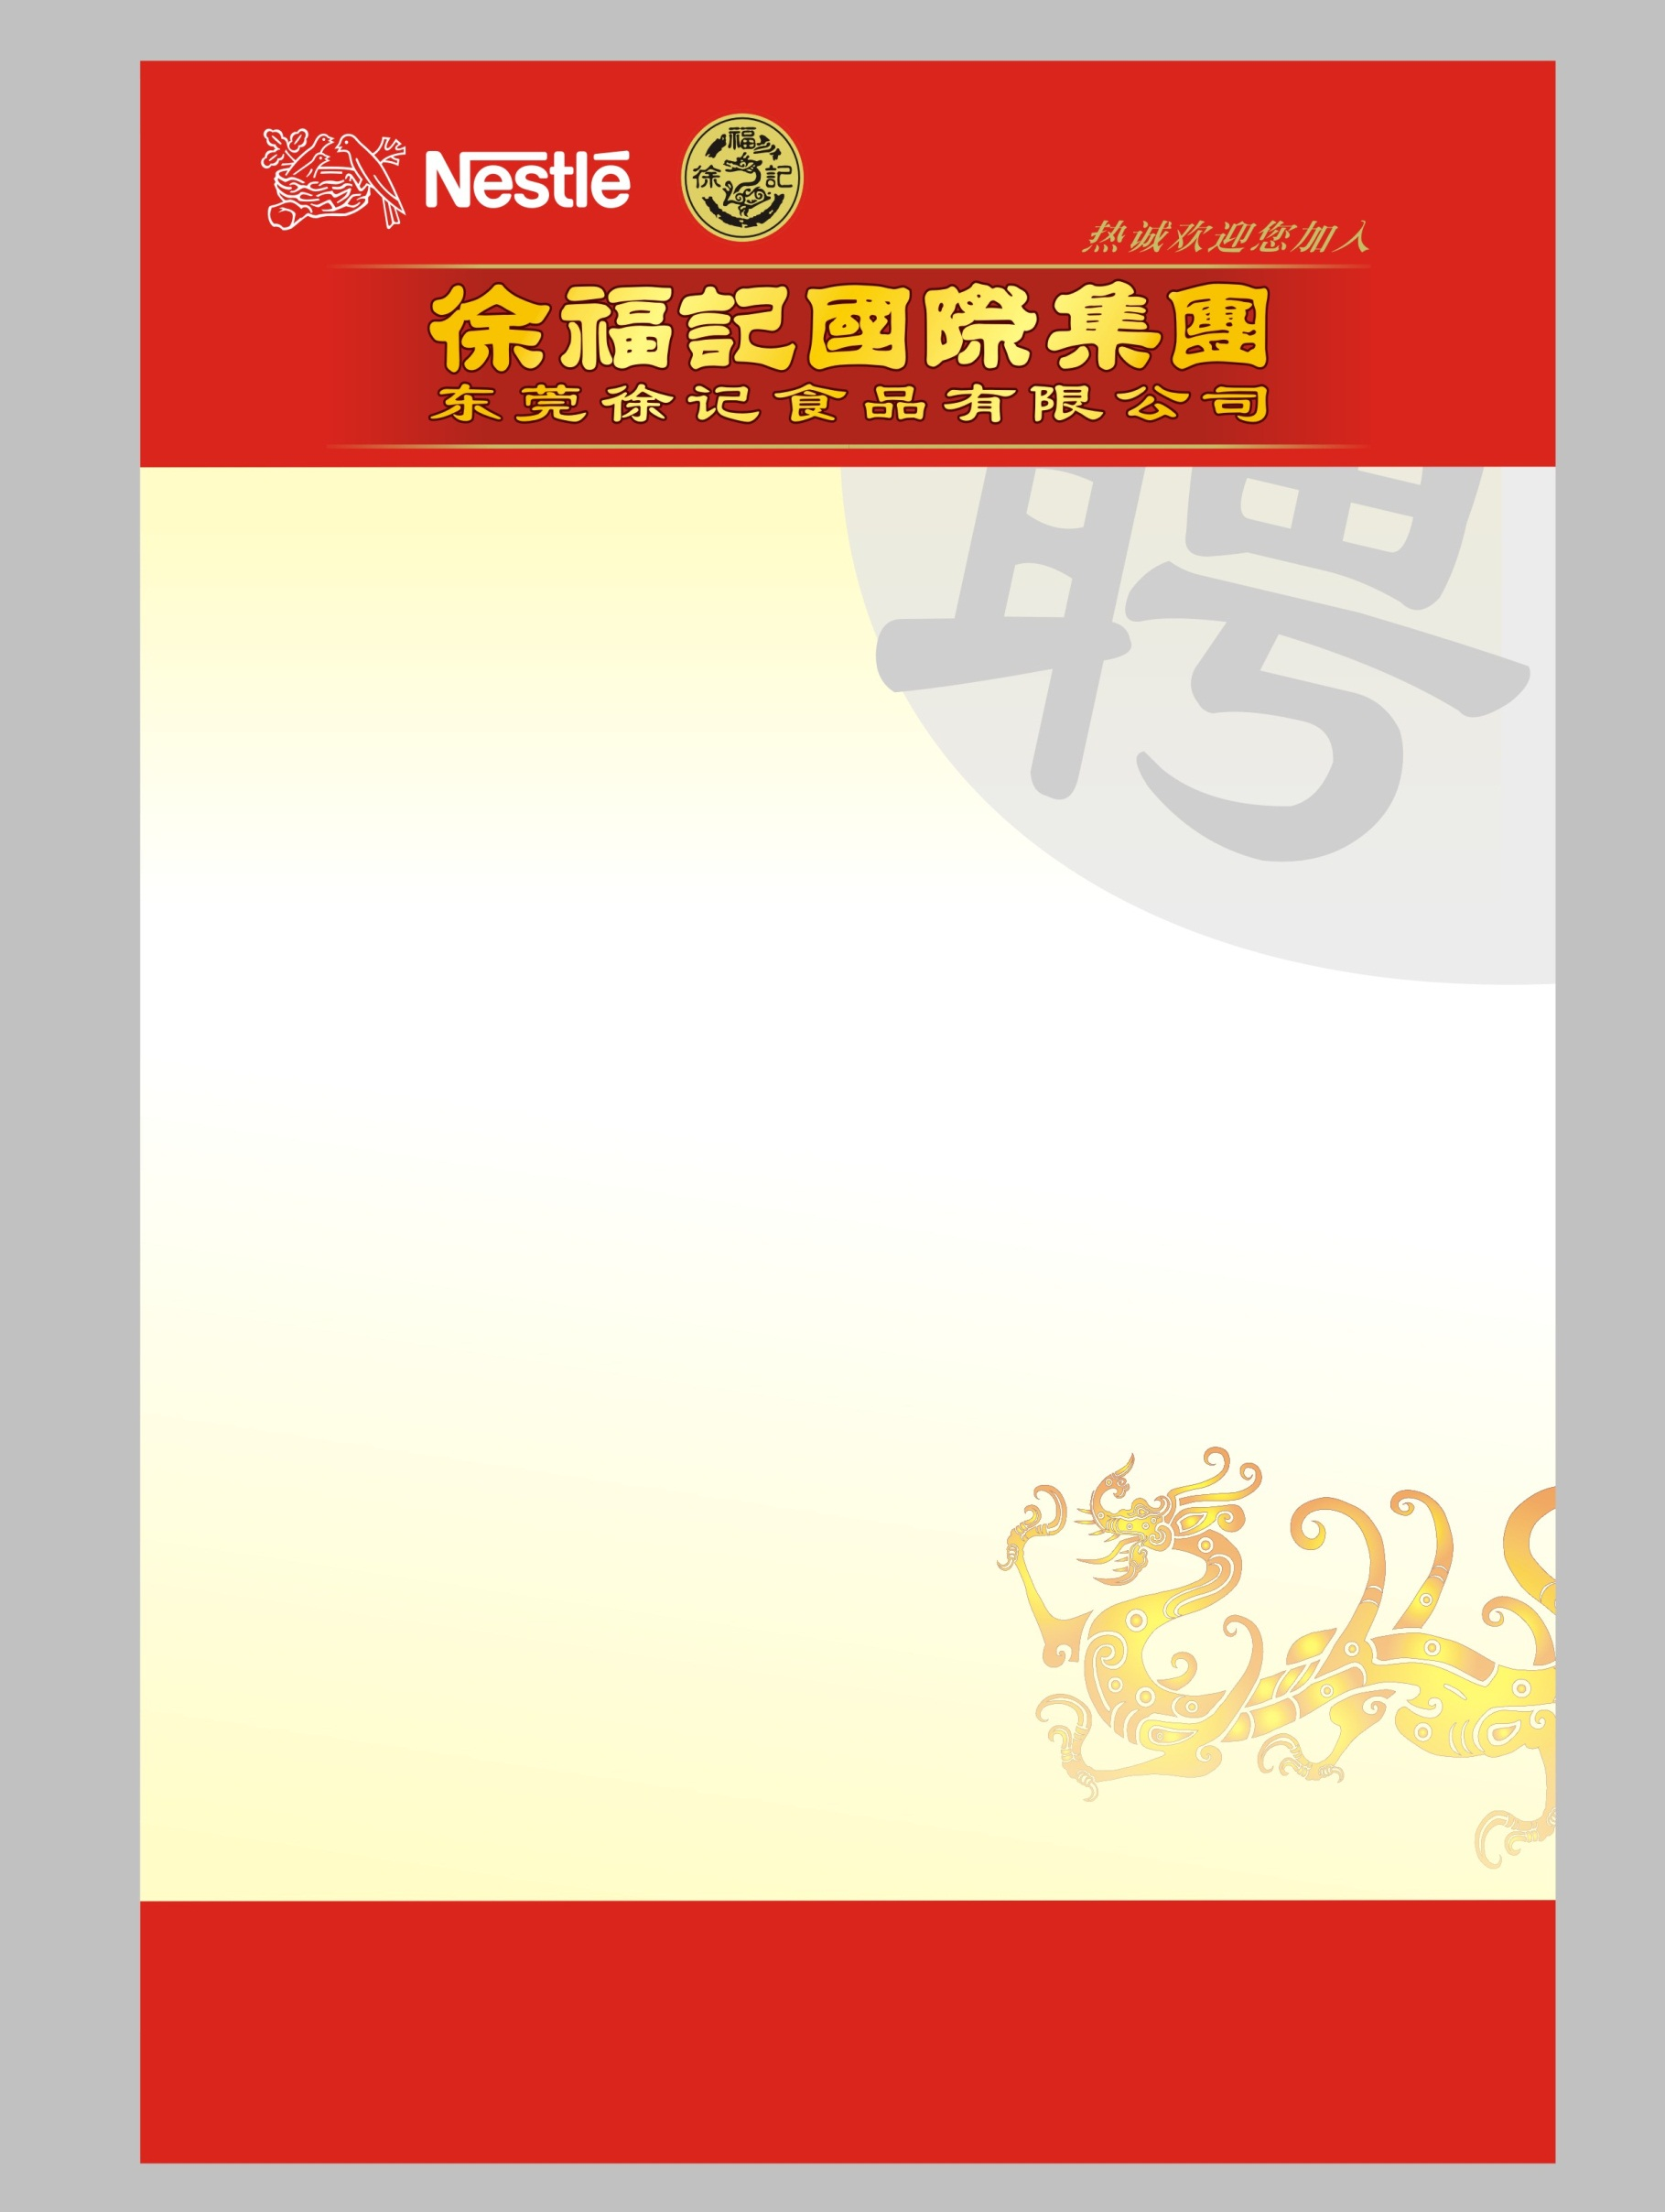 Nestlé
徐福記
热诚欢迎您加入
徐福記國際集團
东莞徐记食品有限公司
聘